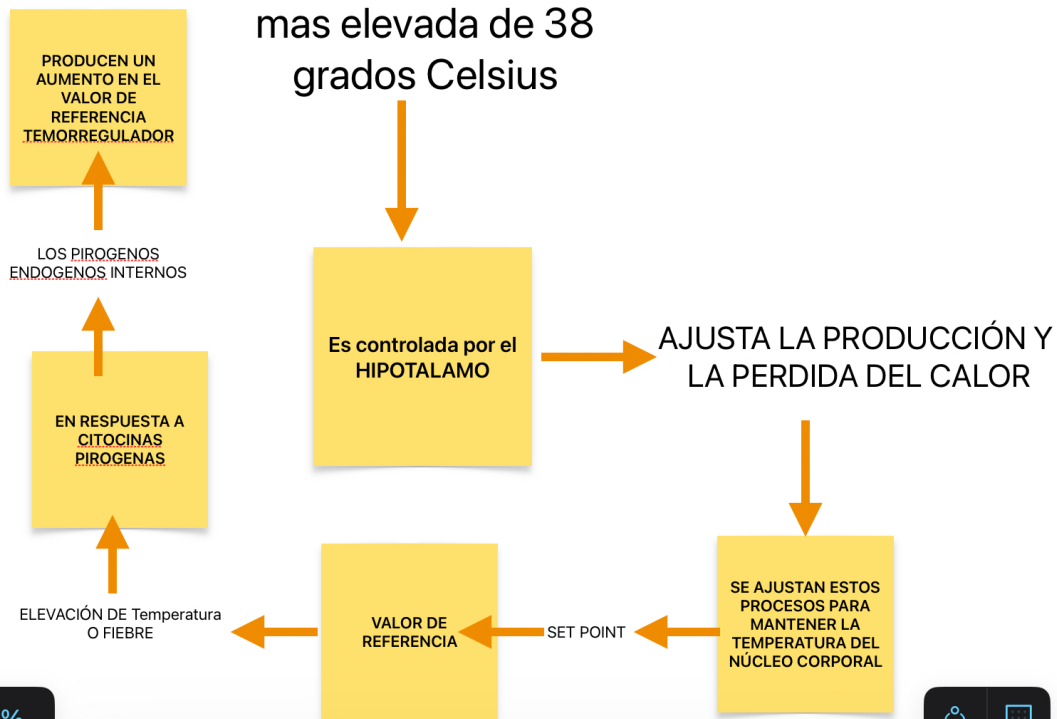 mas elevada de 38
grados Celsius
Es controlada por el
HIPOTALAMO
AJUSTA LA PRODUCCIÓN Y
LA PERDIDA DEL CALOR
SE AJUSTAN ESTOS
PROCESOS PARA
MANTENER LA
TEMPERATURA DEL
NÚCLEO CORPORAL
SET POINT
VALOR DE
REFERENCIA
ELEVACIÓN DE Temperatura
O FIEBRE
EN RESPUESTA A
CITOCINAS
PIROGENAS
LOS PIROGENOS
ENDOGENOS INTERNOS
PRODUCEN UN
AUMENTO EN EL
VALOR DE
REFERENCIA
TEMORREGULADOR
%